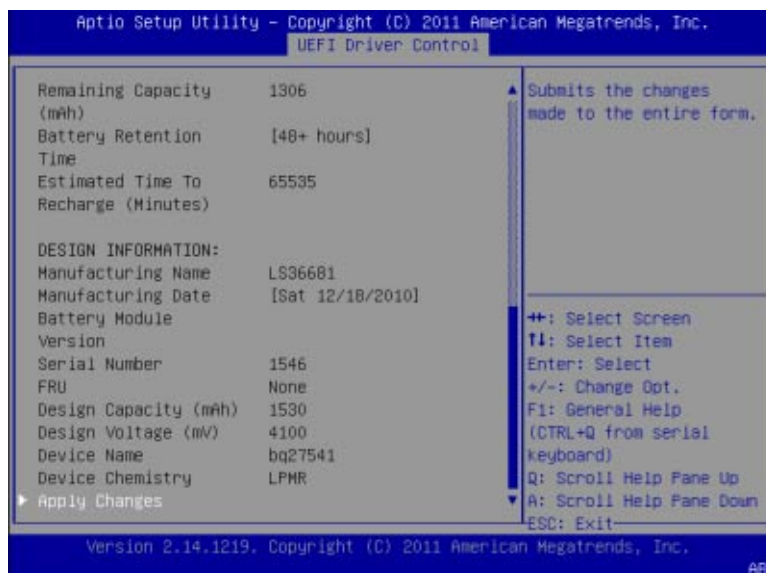 Aptio Setup Utility – Copyright (C) 2011 American Megatrends, Inc.
UEFI Driver Control
Remaining Capacity 1306
(mAh)
Battery Retention [48+ hours]
Time
Estimated Time To 65535
Recharge (Minutes)
DESIGN INFORMATION:
Manufacturing Name LS36681
Manufacturing Date [Sat 12/18/2010]
Battery Module
Version
Serial Number 1546
FRU None
Design Capacity (mAh) 1530
Design Voltage (mV) 4100
Device Name bq27541
Device Chemistry LPMR
Apply Changes
Submits the changes
made to the entire form.
→←: Select Screen
↑↓: Select Item
Enter: Select
+/-: Change Opt.
F1: General Help
(CTRL+Q from serial
keyboard)
Q: Scroll Help Pane Up
A: Scroll Help Pane Down
ESC: Exit
Version 2.14.1219. Copyright (C) 2011 American Megatrends, Inc.
AB